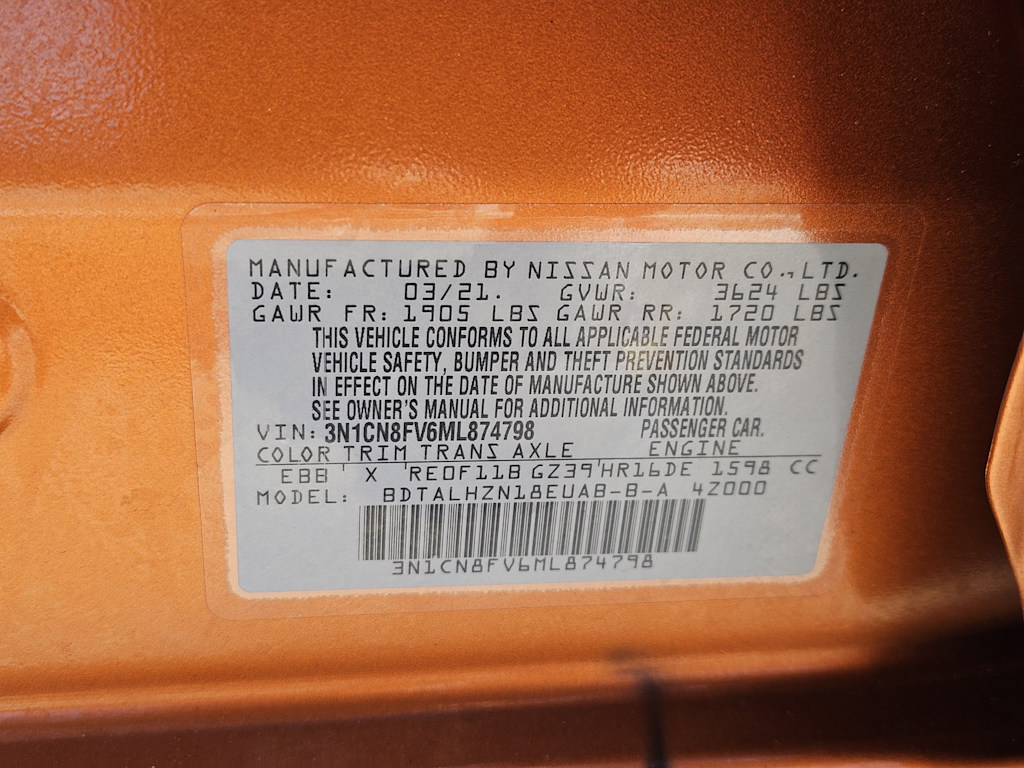 MANUFACTURED BY NISSAN MOTOR CO.,LTD.
DATE: 03/21. GVWR: 3624 LBS
GAWR FR: 1905 LBS GAWR RR: 1720 LBS
THIS VEHICLE CONFORMS TO ALL APPLICABLE FEDERAL MOTOR
VEHICLE SAFETY, BUMPER AND THEFT PREVENTION STANDARDS
IN EFFECT ON THE DATE OF MANUFACTURE SHOWN ABOVE.
SEE OWNER'S MANUAL FOR ADDITIONAL INFORMATION.
VIN: 3N1CN8FV6ML874798 PASSENGER CAR.
COLOR TRIM TRANS AXLE ENGINE
EBB X RE0F11B GZ39 HR16DE 1598 CC
MODEL: BDTALHZN18EUAB-B-A 4Z000
3N1CN8FV6ML874798